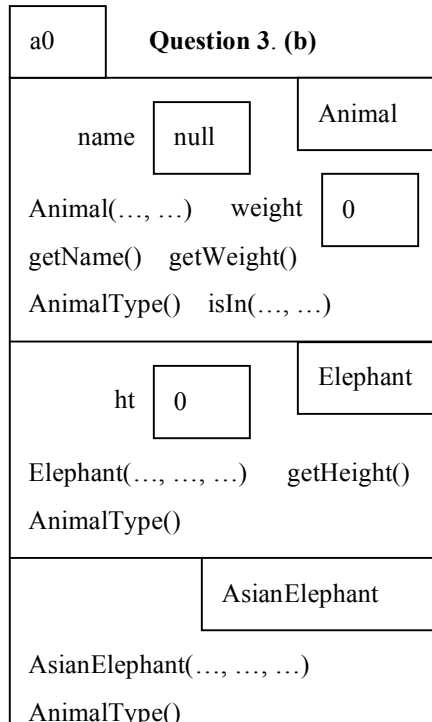 a0 Question 3. (b)
Animal
name null
Animal(…, …) weight 0
getName() getWeight()
AnimalType() isIn(…, …)
Elephant
ht 0
Elephant(…, …, …) getHeight()
AnimalType()
AsianElephant
AsianElephant(…, …, …)
AnimalType()